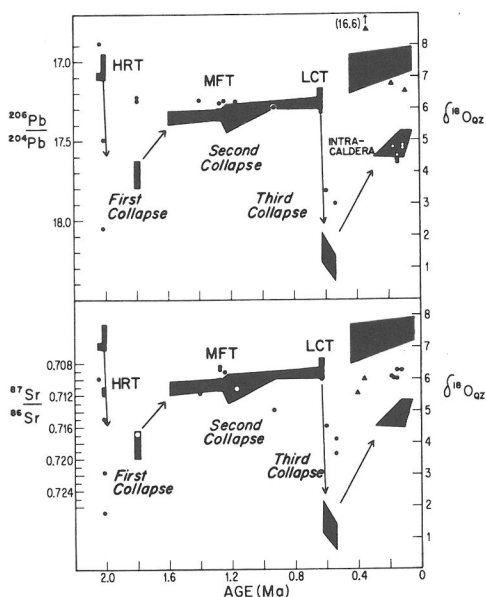 (16,6)
8
17.0
HRT
LCT
7
MFT
206Pb
204Pb
6
δ18OQZ
17.5
INTRA-
CALDERA
5
Second
Collapse
4
First
Collapse
Third
Collapse
3
18.0
2
1
8
0.708
MFT
LCT
7
87Sr
86Sr
0.712
HRT
6
δ18OQZ
0.716
5
Second
Collapse
4
0.720
First
Collapse
Third
Collapse
3
0.724
2
1
2.0
1.6
1.2
0.8
0.4
0
AGE (Ma)